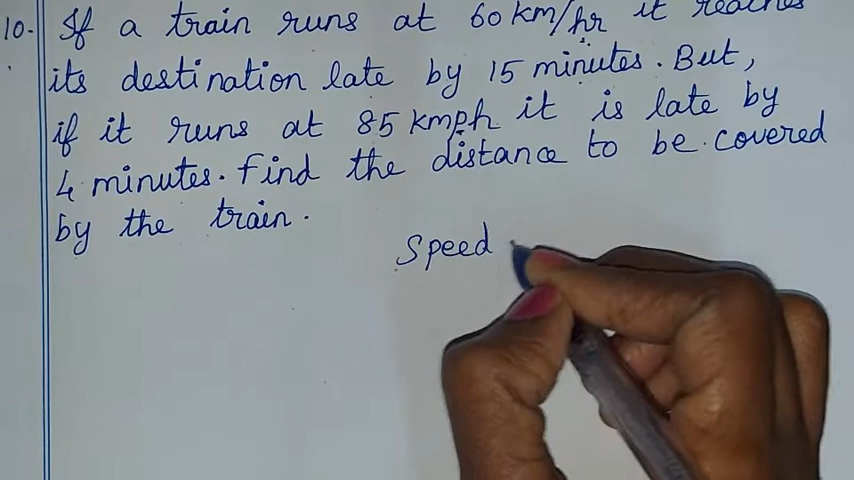 10. If a train runs at 60 km/hr it reaches
its destination late by 15 minutes. But,
if it runs at 85 kmph it is late by
4 minutes. Find the distance to be covered
by the train.
Speed